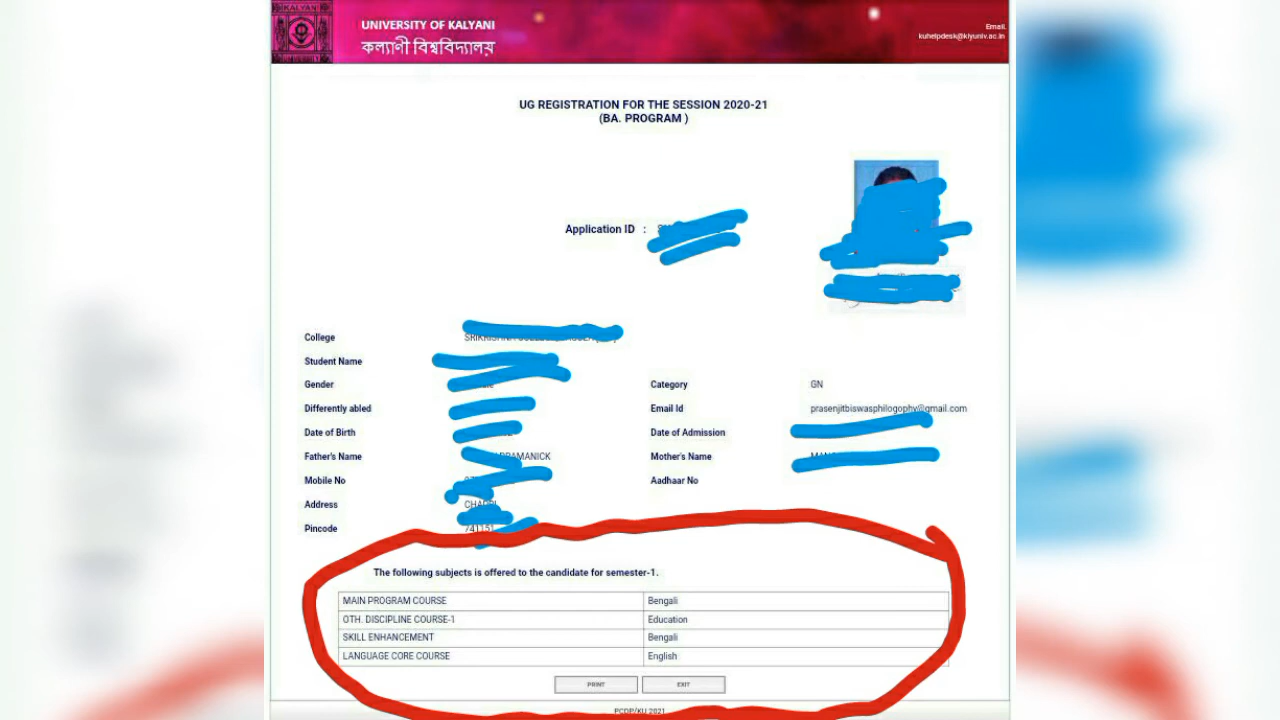 KALYANI
UNIVERSITY OF KALYANI
কল্যাণী বিশ্ববিদ্যালয়
Email
kuhelpdesk@klyuniv.ac.in
UG REGISTRATION FOR THE SESSION 2020-21
(BA. PROGRAM )
Application ID :
College
Student Name
Gender
Category GN
Differently abled
Email Id prasenjitbiswasphilogophy@gmail.com
Date of Birth
Date of Admission
Father's Name
Mother's Name
Mobile No
Aadhaar No
Address
Pincode
The following subjects is offered to the candidate for semester-1.
MAIN PROGRAM COURSE Bengali
OTH. DISCIPLINE COURSE-1 Education
SKILL ENHANCEMENT Bengali
LANGUAGE CORE COURSE English
PRINT EXIT